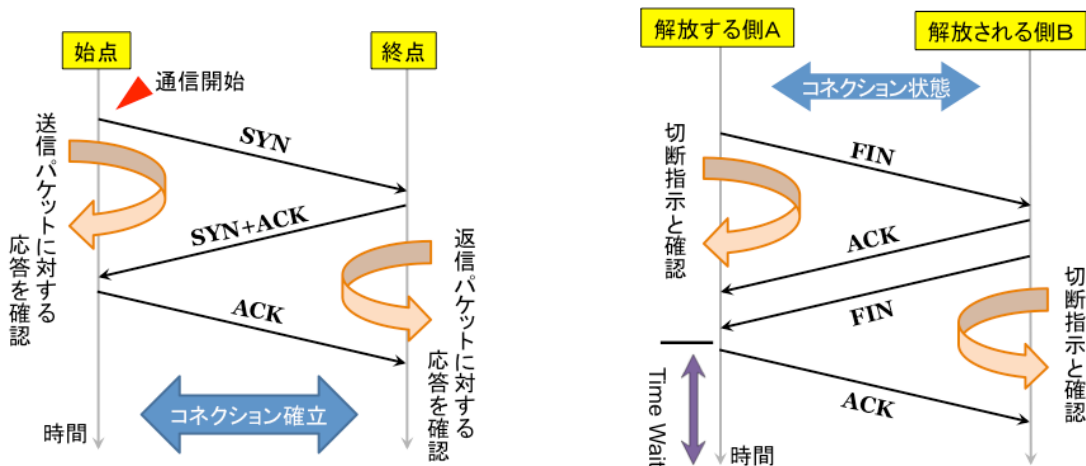 始点
終点
通信開始
SYN
送信パケットに対する
応答を確認
SYN+ACK
返信パケットに対する
応答を確認
ACK
コネクション確立
時間
解放する側A
解放される側B
コネクション状態
FIN
切断指示と確認
ACK
FIN
切断指示と確認
Time Wait
ACK
時間